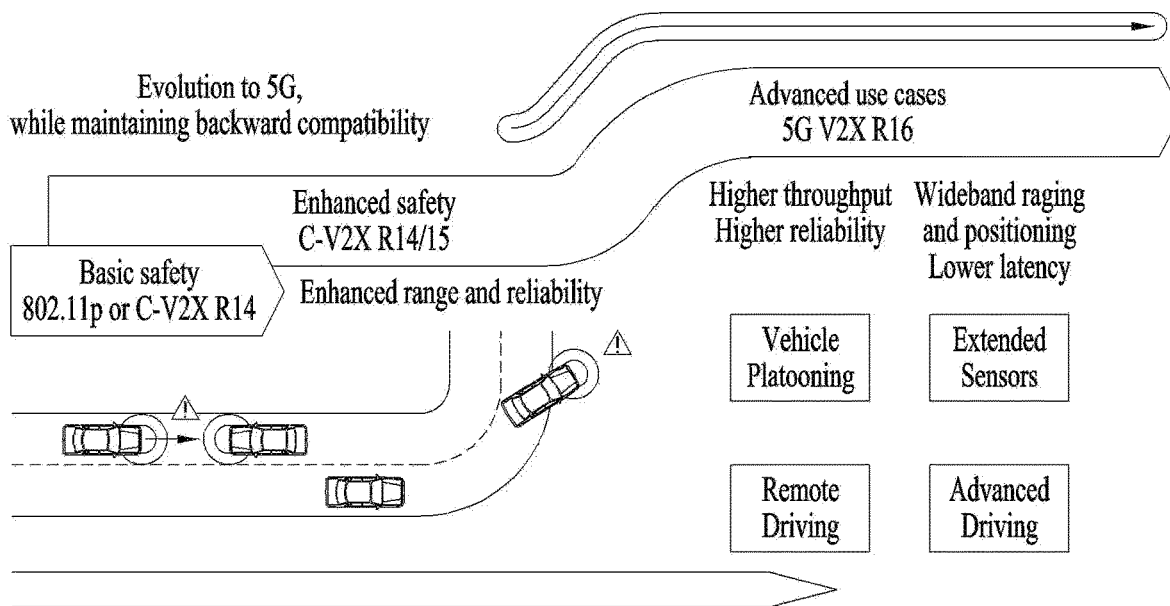 Evolution to 5G,
while maintaining backward compatibility
Advanced use cases
5G V2X R16
Enhanced safety
C-V2X R14/15
Basic safety
802.11p or C-V2X R14
Enhanced range and reliability
Higher throughput
Higher reliability
Wideband raging
and positioning
Lower latency
Vehicle
Platooning
Extended
Sensors
Remote
Driving
Advanced
Driving
!
!